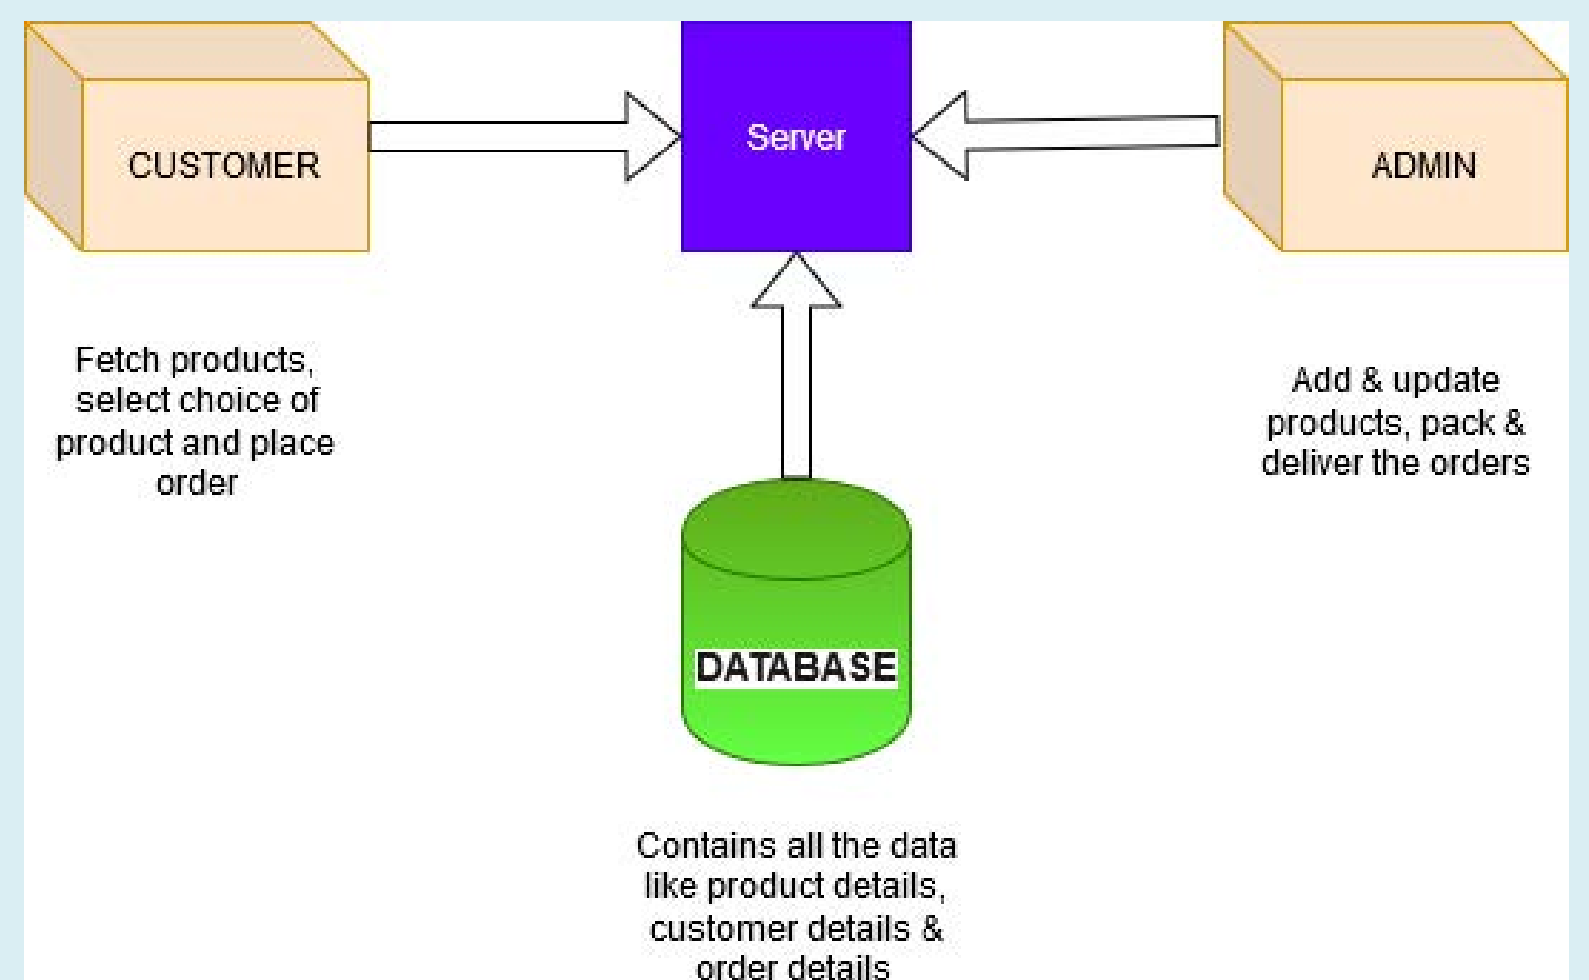 CUSTOMER
Server
ADMIN
Fetch products,
select choice of
product and place
order
Add & update
products, pack &
deliver the orders
DATABASE
Contains all the data
like product details,
customer details &
order details